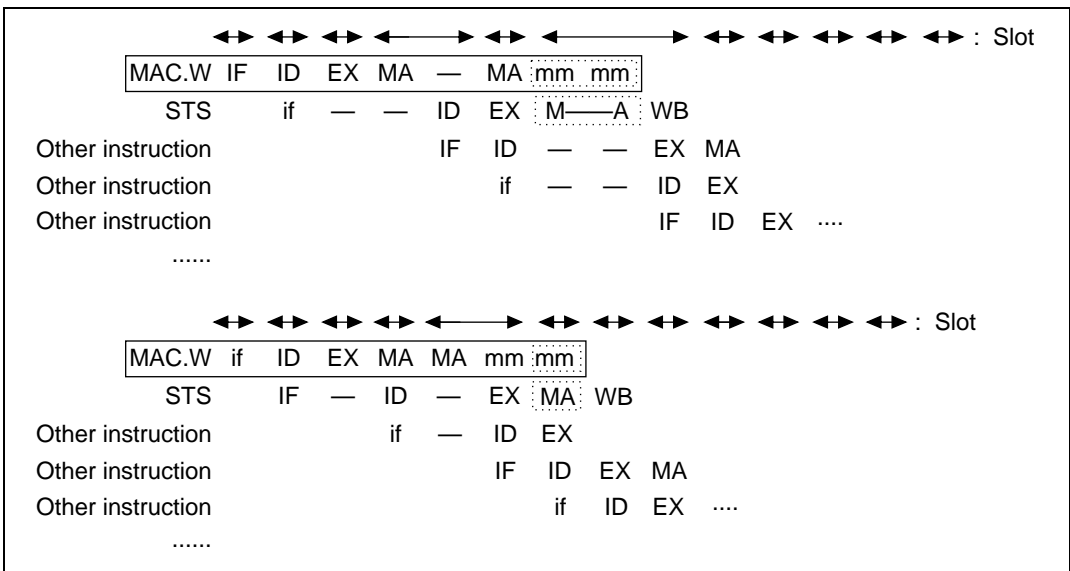 : Slot
MAC.W IF ID EX MA — MA mm mm
STS if — — ID EX M——A WB
Other instruction IF ID — — EX MA
Other instruction if — — ID EX
Other instruction IF ID EX ....
......
: Slot
MAC.W if ID EX MA MA mm mm
STS IF — ID — EX MA WB
Other instruction if — ID EX
Other instruction IF ID EX MA
Other instruction if ID EX ....
......